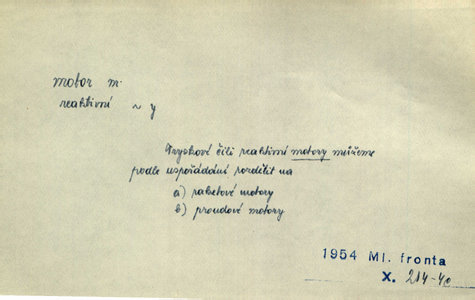 motor m.
reaktivní ~ y
Tryskové čili reaktivní motory můžeme
podle uspořádání rozdělit na
a) raketové motory
b) proudové motory
1954 Ml. fronta
X. 214-40